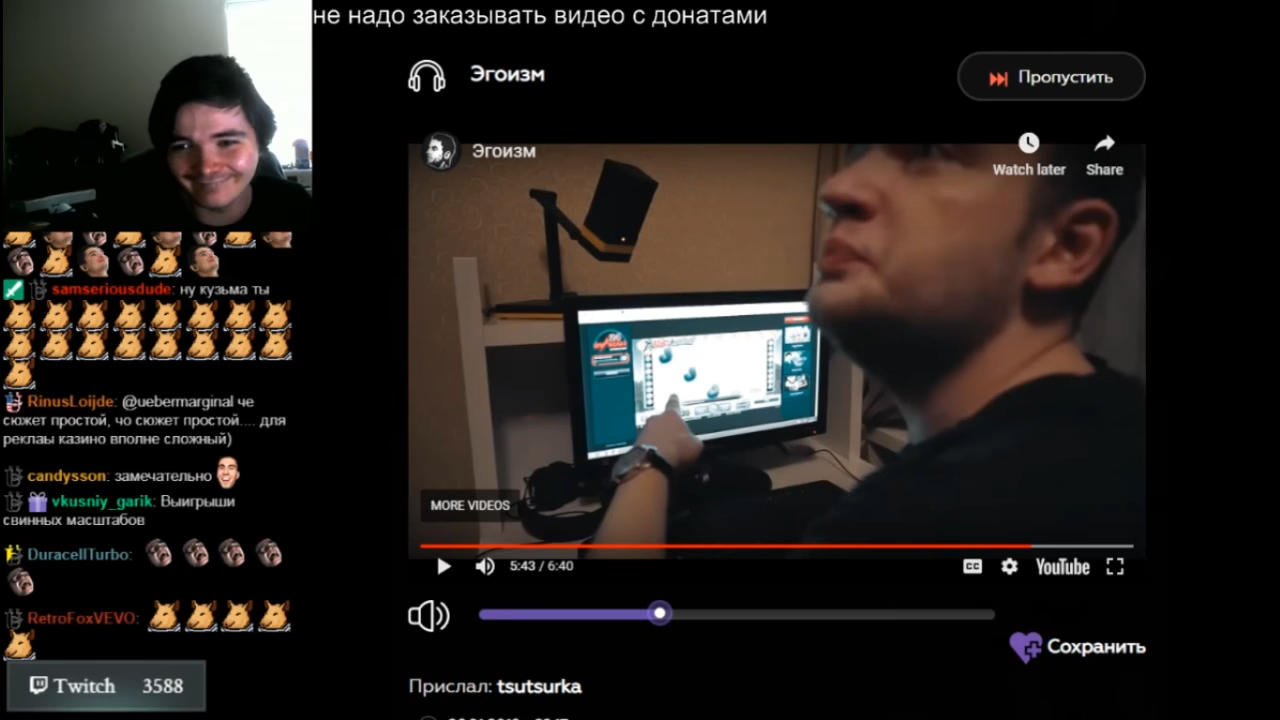 не надо заказывать видео с донатами
Эгоизм
Пропустить
Эгоизм
Watch later
Share
samseriousdude: ну кузьма ты
RinusLoijde: @uebermarginal че
сюжет простой, чо сюжет простой.... для
реклаы казино вполне сложный)
candysson: замечательно
vkusniy_garik: Выигрыши
свинных масштабов
DuracellTurbo:
RetroFoxVEVO:
Twitch 3588
MORE VIDEOS
5:43 / 6:40
CC
YouTube
Сохранить
Прислал: tsutsurka